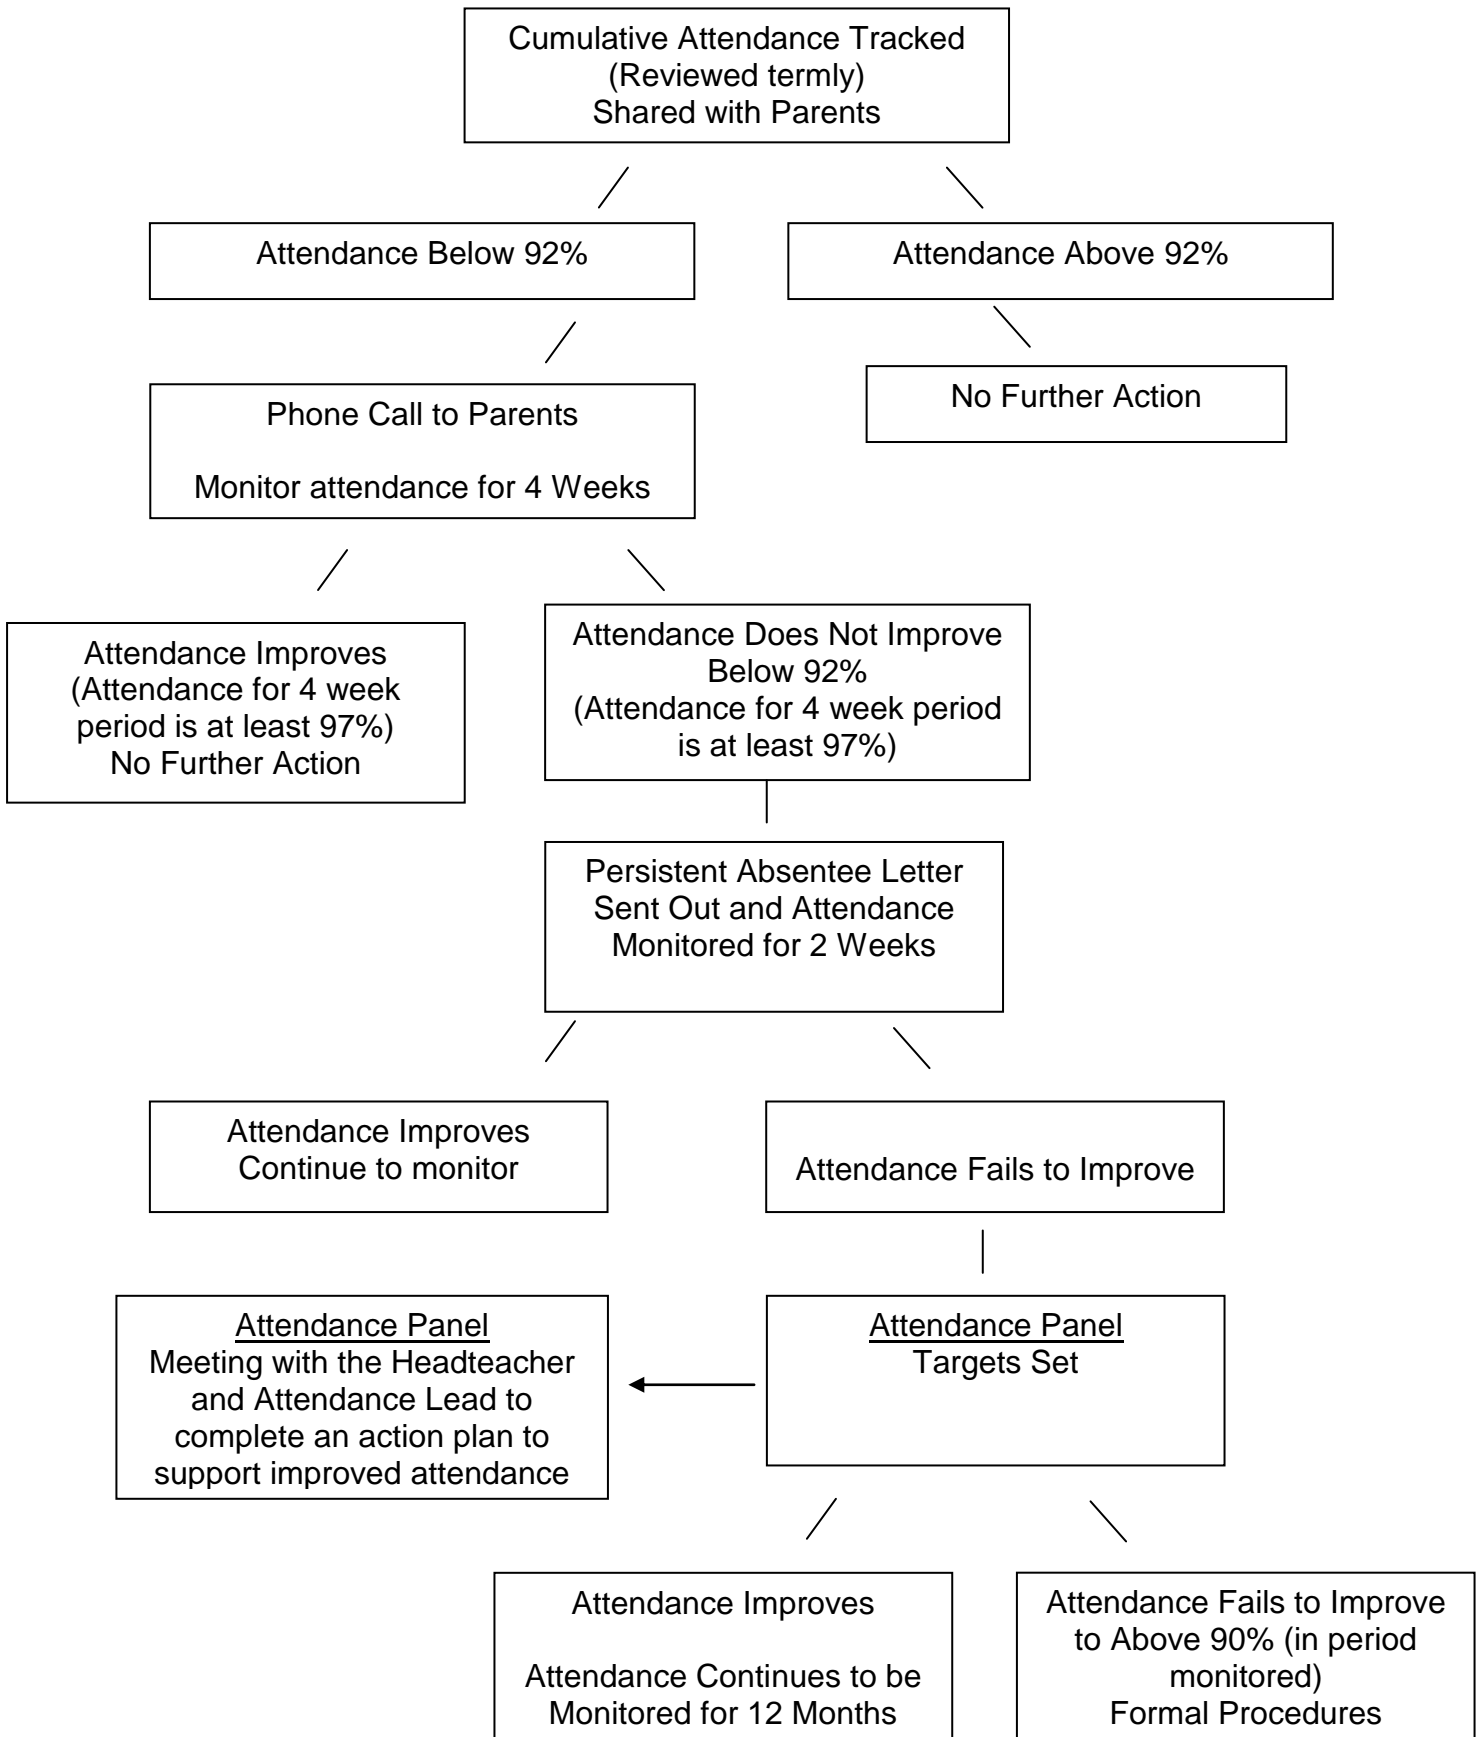 Cumulative Attendance Tracked
(Reviewed termly)
Shared with Parents
Attendance Below 92%
Attendance Above 92%
Phone Call to Parents
Monitor attendance for 4 Weeks
No Further Action
Attendance Improves
(Attendance for 4 week
period is at least 97%)
No Further Action
Attendance Does Not Improve
Below 92%
(Attendance for 4 week period
is at least 97%)
Persistent Absentee Letter
Sent Out and Attendance
Monitored for 2 Weeks
Attendance Improves
Continue to monitor
Attendance Fails to Improve
Attendance Panel
Meeting with the Headteacher
and Attendance Lead to
complete an action plan to
support improved attendance
Attendance Panel
Targets Set
Attendance Improves
Attendance Continues to be
Monitored for 12 Months
Attendance Fails to Improve
to Above 90% (in period
monitored)
Formal Procedures